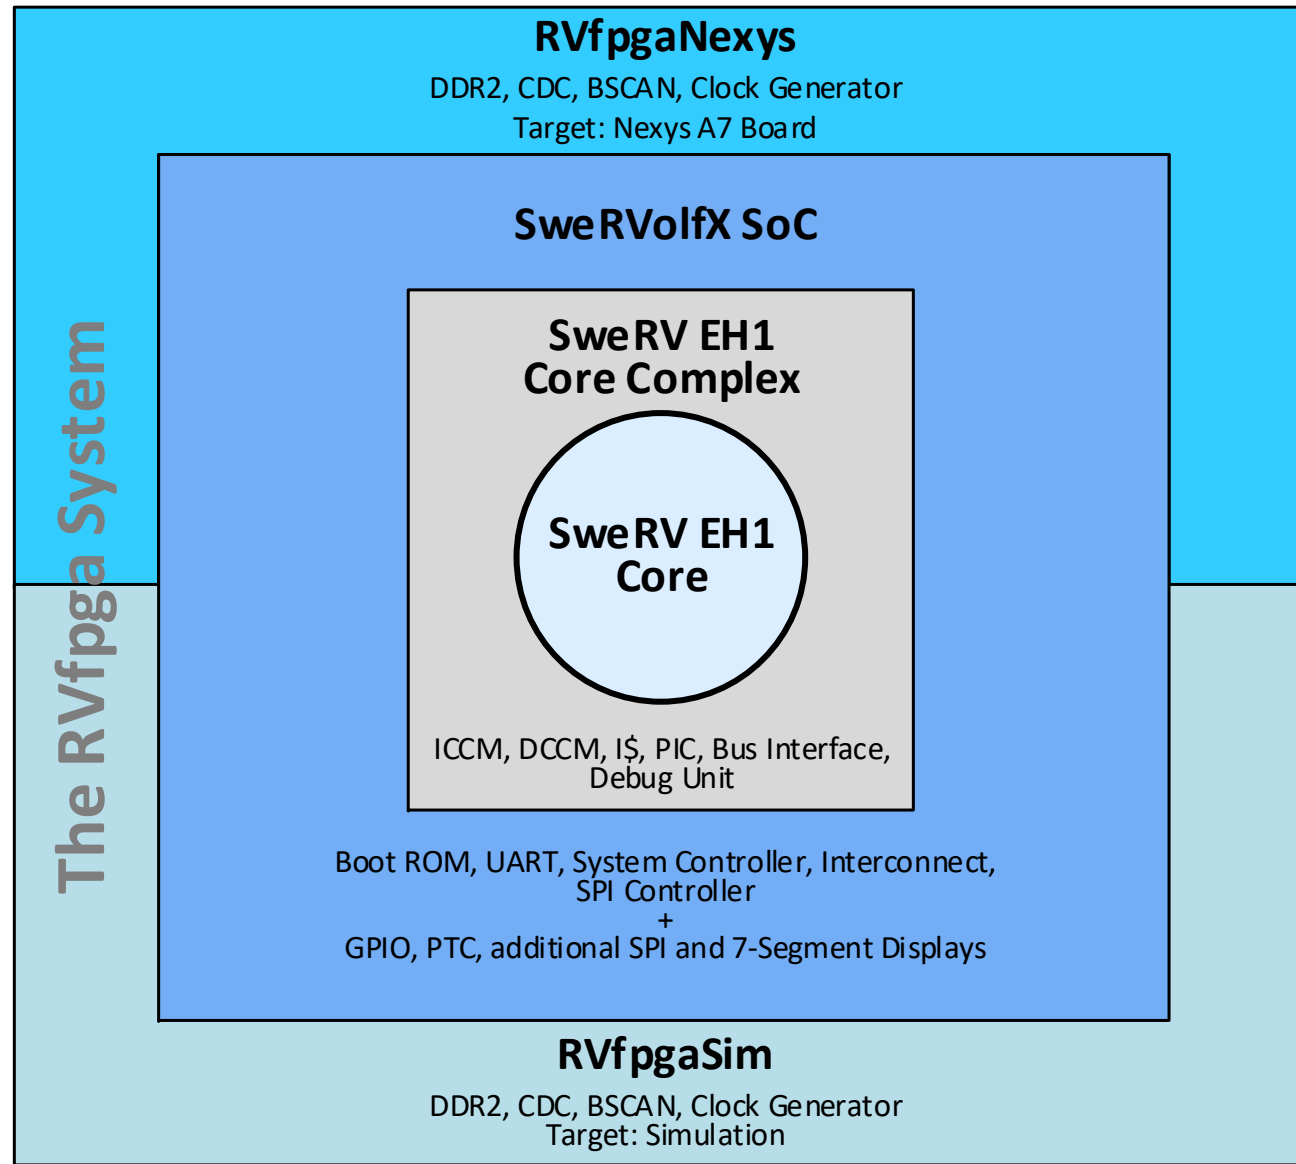 RVfpgaNexys
DDR2, CDC, BSCAN, Clock Generator
Target: Nexys A7 Board
SweRVolfX SoC
SweRV EH1
Core Complex
SweRV EH1
Core
ICCM, DCCM, I$, PIC, Bus Interface,
Debug Unit
Boot ROM, UART, System Controller, Interconnect,
SPI Controller
+
GPIO, PTC, additional SPI and 7-Segment Displays
RVfpgaSim
DDR2, CDC, BSCAN, Clock Generator
Target: Simulation
The RVfpga System